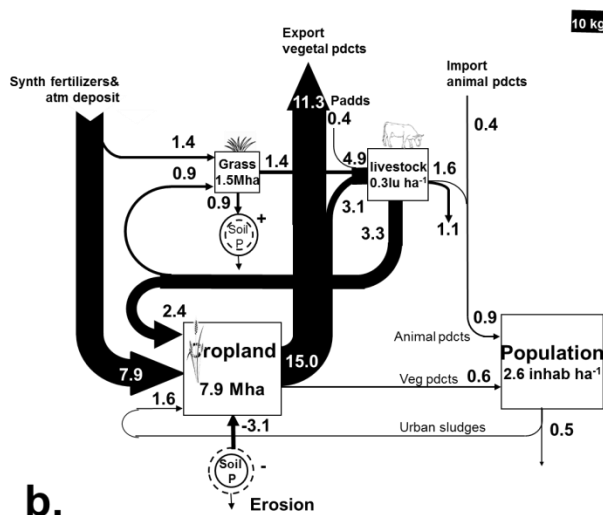 10 kg
Export
vegetal pdcts
Import
animal pdcts
Synth fertilizers&
atm deposit
11.3
Padds
0.4
0.4
1.4
Grass
1.5Mha
1.4
4.9
livestock
0.3lu ha-1
1.6
0.9
0.9
3.1
1.1
+
Soil
P
3.3
2.4
0.9
Cropland
7.9 Mha
15.0
Animal pdcts
Population
2.6 inhab ha-1
7.9
Veg pdcts
0.6
1.6
-3.1
Urban sludges
0.5
Soil
P
-
Erosion
b.